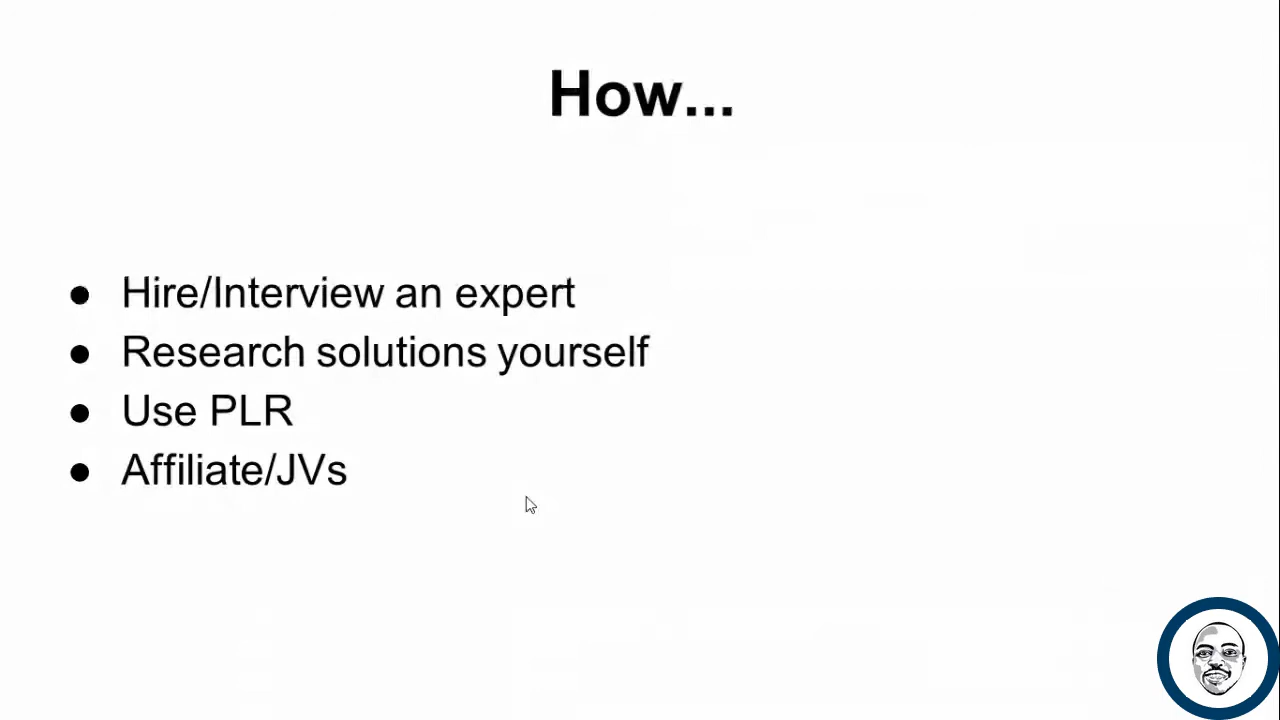 How...
● Hire/Interview an expert
● Research solutions yourself
● Use PLR
● Affiliate/JVs